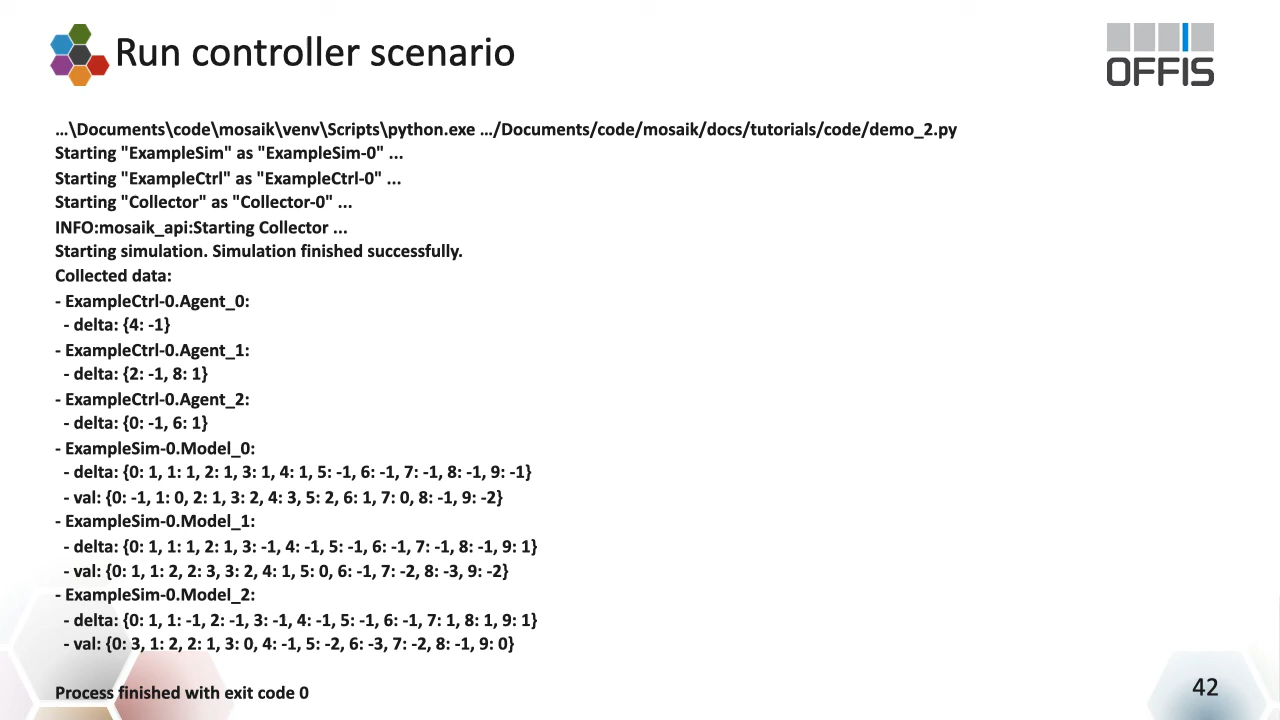 Run controller scenario
OFFIS
...\Documents\code\mosaik\venv\Scripts\python.exe .../Documents/code/mosaik/docs/tutorials/code/demo_2.py
Starting "ExampleSim" as "ExampleSim-0" ...
Starting "ExampleCtrl" as "ExampleCtrl-0" ...
Starting "Collector" as "Collector-0" ...
INFO:mosaik_api:Starting Collector ...
Starting simulation. Simulation finished successfully.
Collected data:
- ExampleCtrl-0.Agent_0:
- delta: {4: -1}
- ExampleCtrl-0.Agent_1:
- delta: {2: -1, 8: 1}
- ExampleCtrl-0.Agent_2:
- delta: {0: -1, 6: 1}
- ExampleSim-0.Model_0:
- delta: {0: 1, 1: 1, 2: 1, 3: 1, 4: 1, 5: -1, 6: -1, 7: -1, 8: -1, 9: -1}
- val: {0: -1, 1: 0, 2: 1, 3: 2, 4: 3, 5: 2, 6: 1, 7: 0, 8: -1, 9: -2}
- ExampleSim-0.Model_1:
- delta: {0: 1, 1: 1, 2: 1, 3: -1, 4: -1, 5: -1, 6: -1, 7: -1, 8: -1, 9: 1}
- val: {0: 1, 1: 2, 2: 3, 3: 2, 4: 1, 5: 0, 6: -1, 7: -2, 8: -3, 9: -2}
- ExampleSim-0.Model_2:
- delta: {0: 1, 1: -1, 2: -1, 3: -1, 4: -1, 5: -1, 6: -1, 7: 1, 8: 1, 9: 1}
- val: {0: 3, 1: 2, 2: 1, 3: 0, 4: -1, 5: -2, 6: -3, 7: -2, 8: -1, 9: 0}
Process finished with exit code 0
42